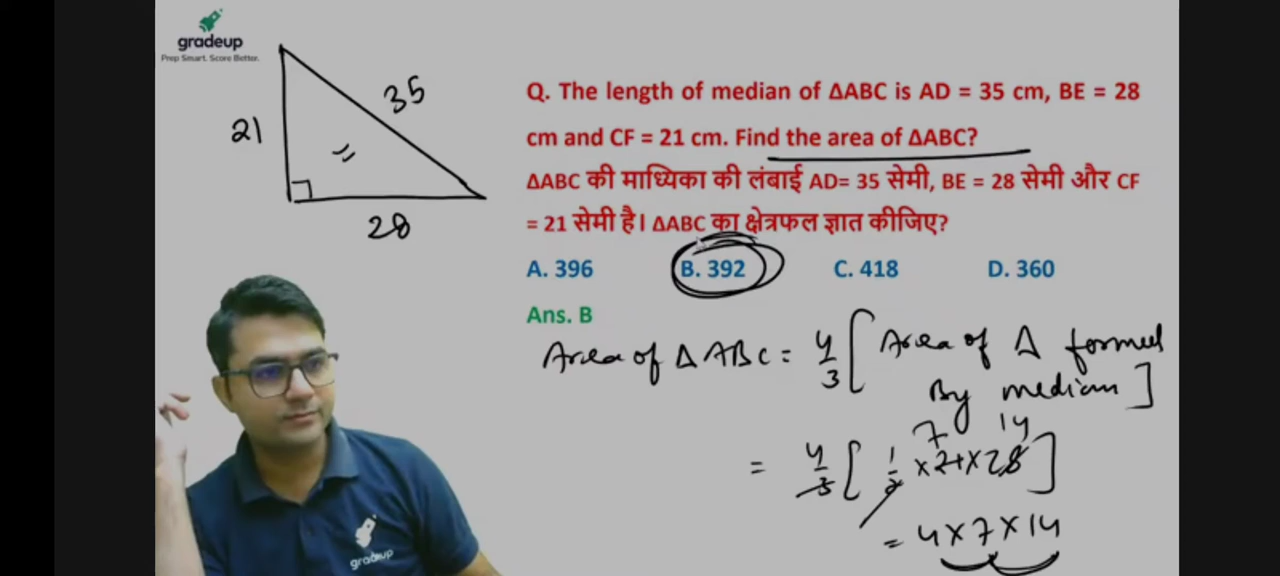 gradeup
Prep Smart. Score Better.
35
21
28
Q. The length of median of ΔABC is AD = 35 cm, BE = 28
cm and CF = 21 cm. Find the area of ΔABC?
ΔABC की माध्यिका की लंबाई AD= 35 सेमी, BE = 28 सेमी और CF
= 21 सेमी है। ΔABC का क्षेत्रफल ज्ञात कीजिए?
A. 396 B. 392 C. 418 D. 360
Ans. B
Area of Δ ABC = 4/3 [Area of Δ formed
By median]
7 14
= 4/3 [1/2 × 21 × 28]
= 4 × 7 × 14
gradeup